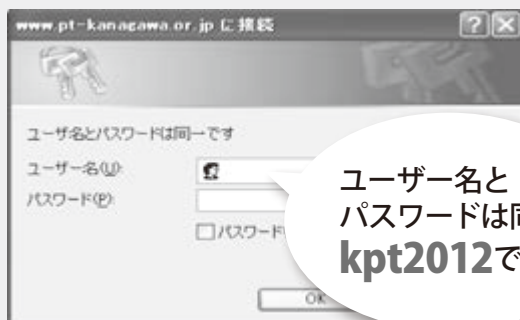 www.pt-kanagawa.or.jp に接続
ユーザ名とパスワードは同一です
ユーザー名(U):
パスワード(P):
パスワード
OK
ユーザー名と
パスワードは同
kpt2012で